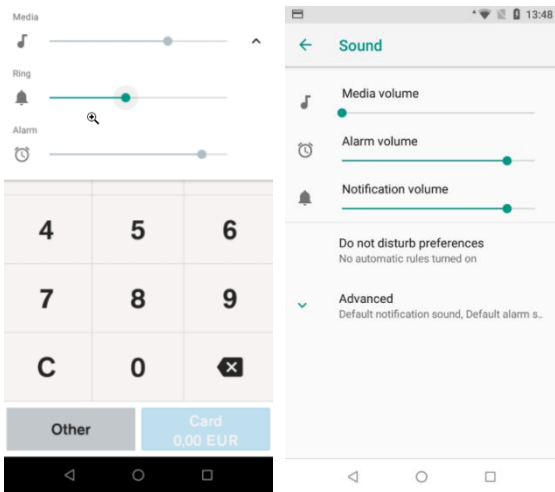 Media
Ring
Alarm
4 5 6
7 8 9
C 0
Other
Card
0.00 EUR
13:48
Sound
Media volume
Alarm volume
Notification volume
Do not disturb preferences
No automatic rules turned on
Advanced
Default notification sound, Default alarm s..